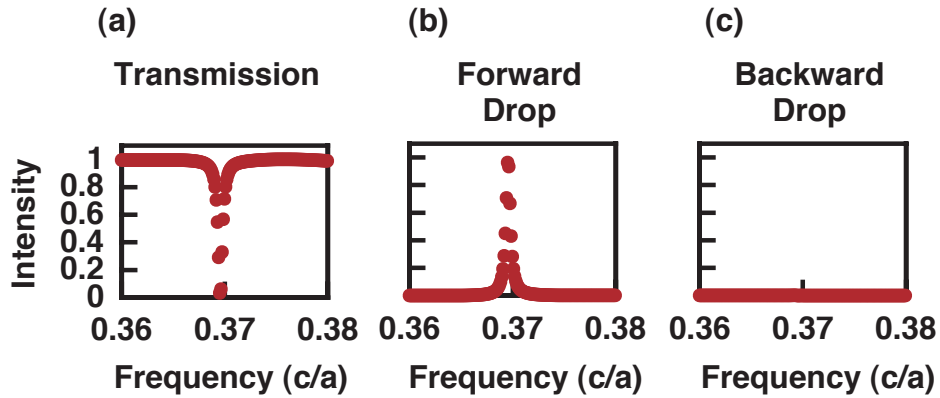 (a) (b) (c)
Transmission Forward Drop Backward Drop
Intensity
1
0.8
0.6
0.4
0.2
0
0.36 0.37 0.38 0.36 0.37 0.38 0.36 0.37 0.38
Frequency (c/a) Frequency (c/a) Frequency (c/a)